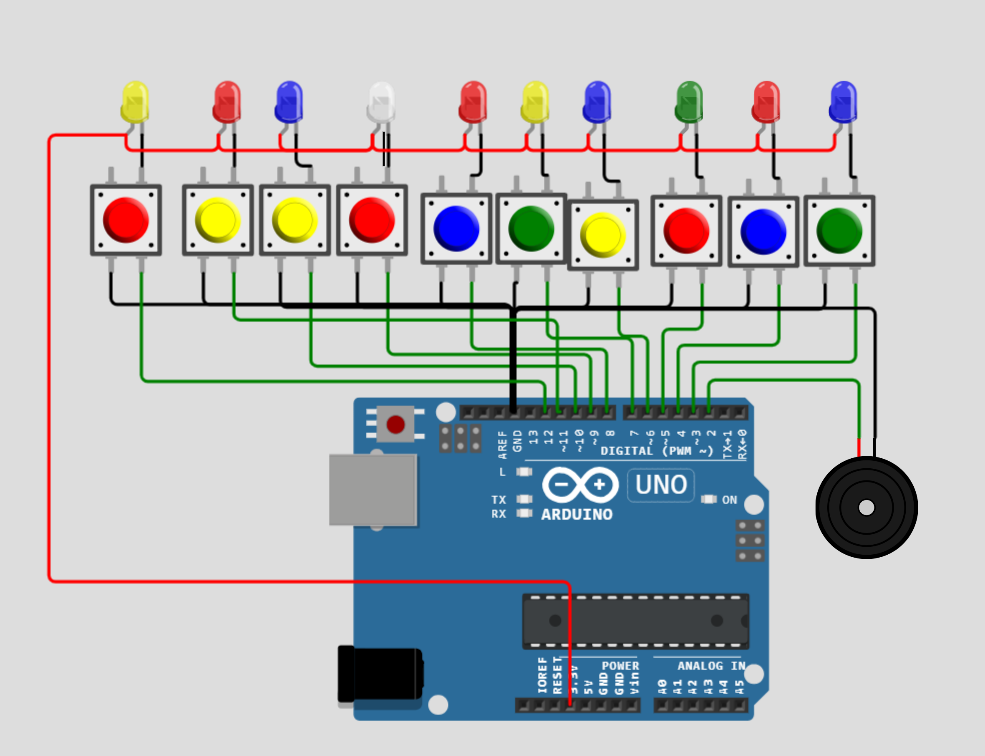 AREF
GND
13
12
~11
~10
~9
8
7
~6
~5
4
~3
2
TX→1
RX←0
DIGITAL (PWM ~)
L
TX
RX
UNO
ON
ARDUINO
IOREF
RESET
3.3V
5V
GND
GND
Vin
POWER
ANALOG IN
A0
A1
A2
A3
A4
A5